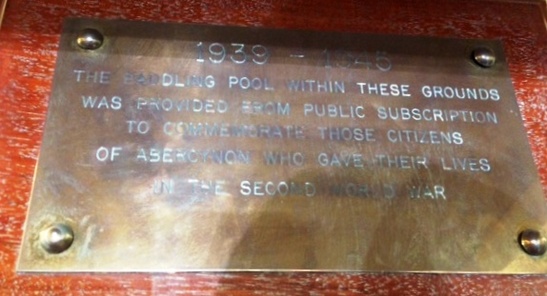 1939 - 1945
THE PADDLING POOL WITHIN THESE GROUNDS
WAS PROVIDED FROM PUBLIC SUBSCRIPTION
TO COMMEMORATE THOSE CITIZENS
OF ABERCYNON WHO GAVE THEIR LIVES
IN THE SECOND WORLD WAR